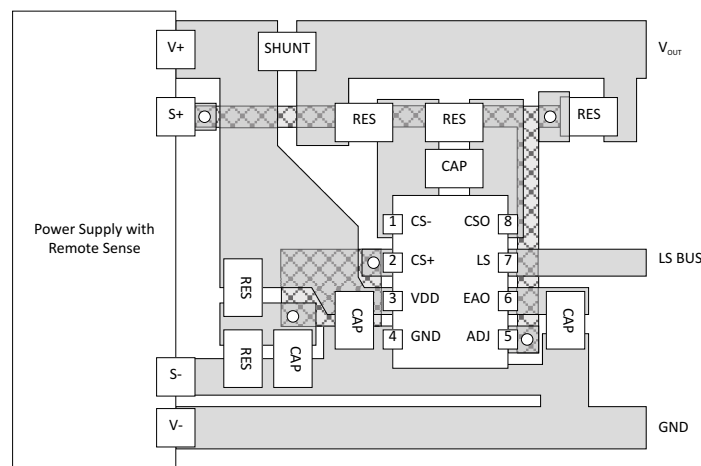 V+
SHUNT
V_OUT
S+
RES
RES
RES
CAP
1 CS- CSO 8
Power Supply with
Remote Sense
2 CS+ LS 7
LS BUS
RES
3 VDD EAO 6
CAP
CAP
4 GND ADJ 5
RES
CAP
S-
V-
GND